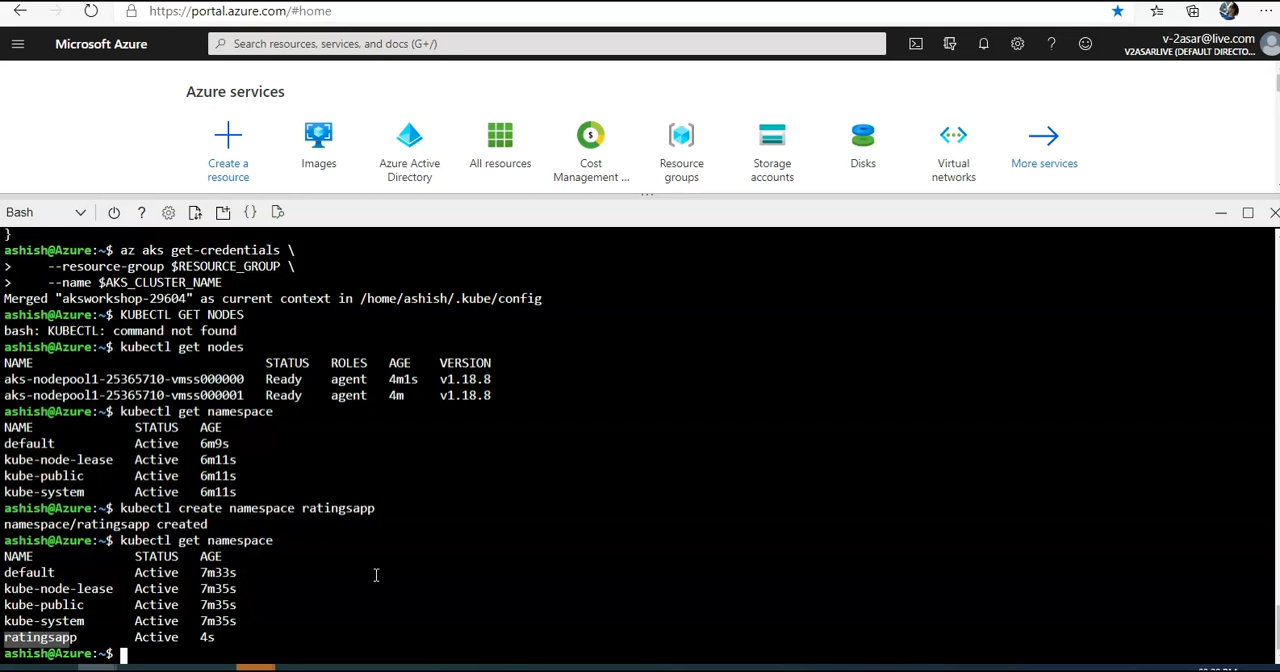 https://portal.azure.com/#home
Microsoft Azure
Search resources, services, and docs (G+/)
v-2asar@live.com
V2ASARLIVE (DEFAULT DIRECTO...
Azure services
Create a resource
Images
Azure Active Directory
All resources
Cost Management ...
Resource groups
Storage accounts
Disks
Virtual networks
More services
Bash
}
ashish@Azure:~$ az aks get-credentials \
>     --resource-group $RESOURCE_GROUP \
>     --name $AKS_CLUSTER_NAME
Merged "aksworkshop-29604" as current context in /home/ashish/.kube/config
ashish@Azure:~$ KUBECTL GET NODES
bash: KUBECTL: command not found
ashish@Azure:~$ kubectl get nodes
NAME                                STATUS   ROLES   AGE    VERSION
aks-nodepool1-25365710-vmss000000   Ready    agent   4m1s   v1.18.8
aks-nodepool1-25365710-vmss000001   Ready    agent   4m     v1.18.8
ashish@Azure:~$ kubectl get namespace
NAME              STATUS   AGE
default           Active   6m9s
kube-node-lease   Active   6m11s
kube-public       Active   6m11s
kube-system       Active   6m11s
ashish@Azure:~$ kubectl create namespace ratingsapp
namespace/ratingsapp created
ashish@Azure:~$ kubectl get namespace
NAME              STATUS   AGE
default           Active   7m33s
kube-node-lease   Active   7m35s
kube-public       Active   7m35s
kube-system       Active   7m35s
ratingsapp        Active   4s
ashish@Azure:~$